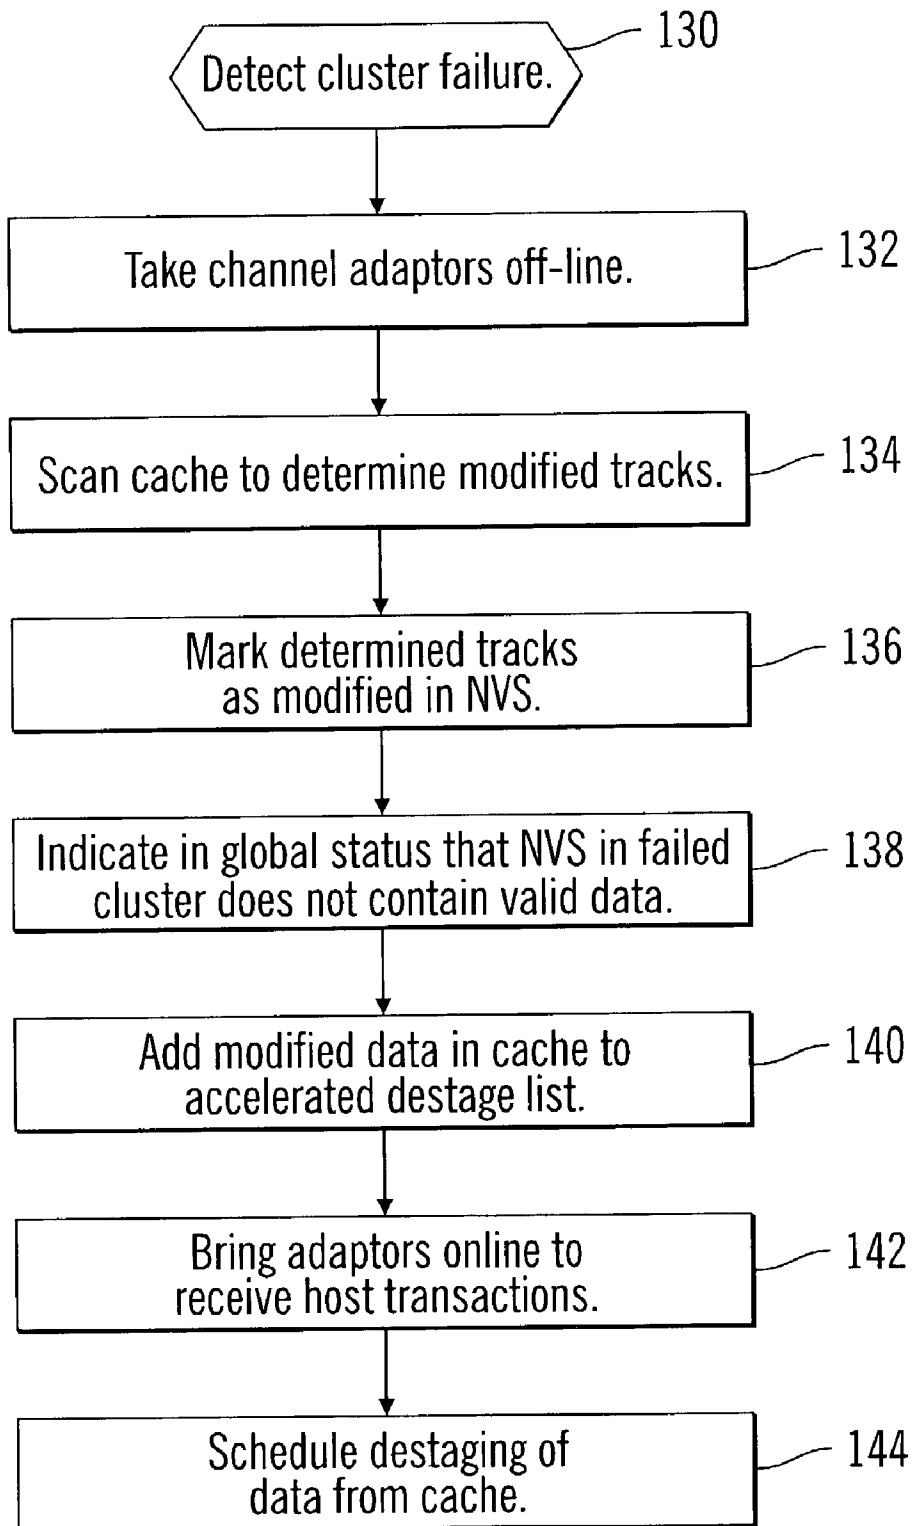 130
Detect cluster failure.
Take channel adaptors off-line.
132
Scan cache to determine modified tracks.
134
Mark determined tracks
as modified in NVS.
136
Indicate in global status that NVS in failed
cluster does not contain valid data.
138
Add modified data in cache to
accelerated destage list.
140
Bring adaptors online to
receive host transactions.
142
Schedule destaging of
data from cache.
144